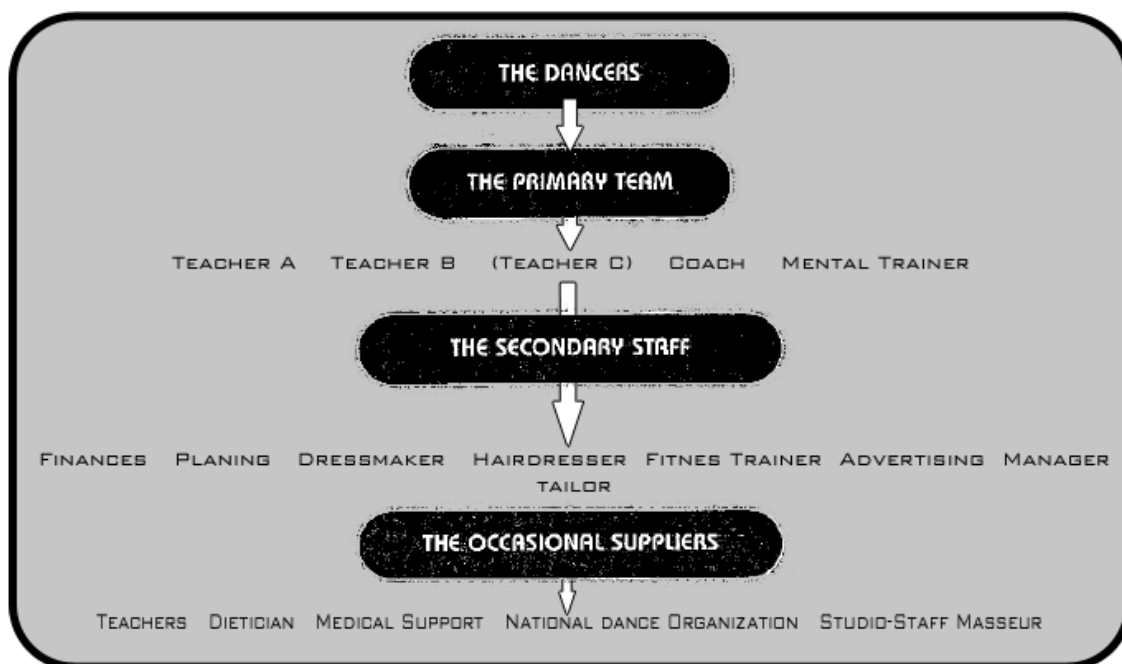 THE DANCERS
THE PRIMARY TEAM
TEACHER A TEACHER B (TEACHER C) COACH MENTAL TRAINER
THE SECONDARY STAFF
FINANCES PLANING DRESSMAKER HAIRDRESSER FITNES TRAINER ADVERTISING MANAGER
TAILOR
THE OCCASIONAL SUPPLIERS
TEACHERS DIETICIAN MEDICAL SUPPORT NATIONAL DANCE ORGANIZATION STUDIO-STAFF MASSEUR